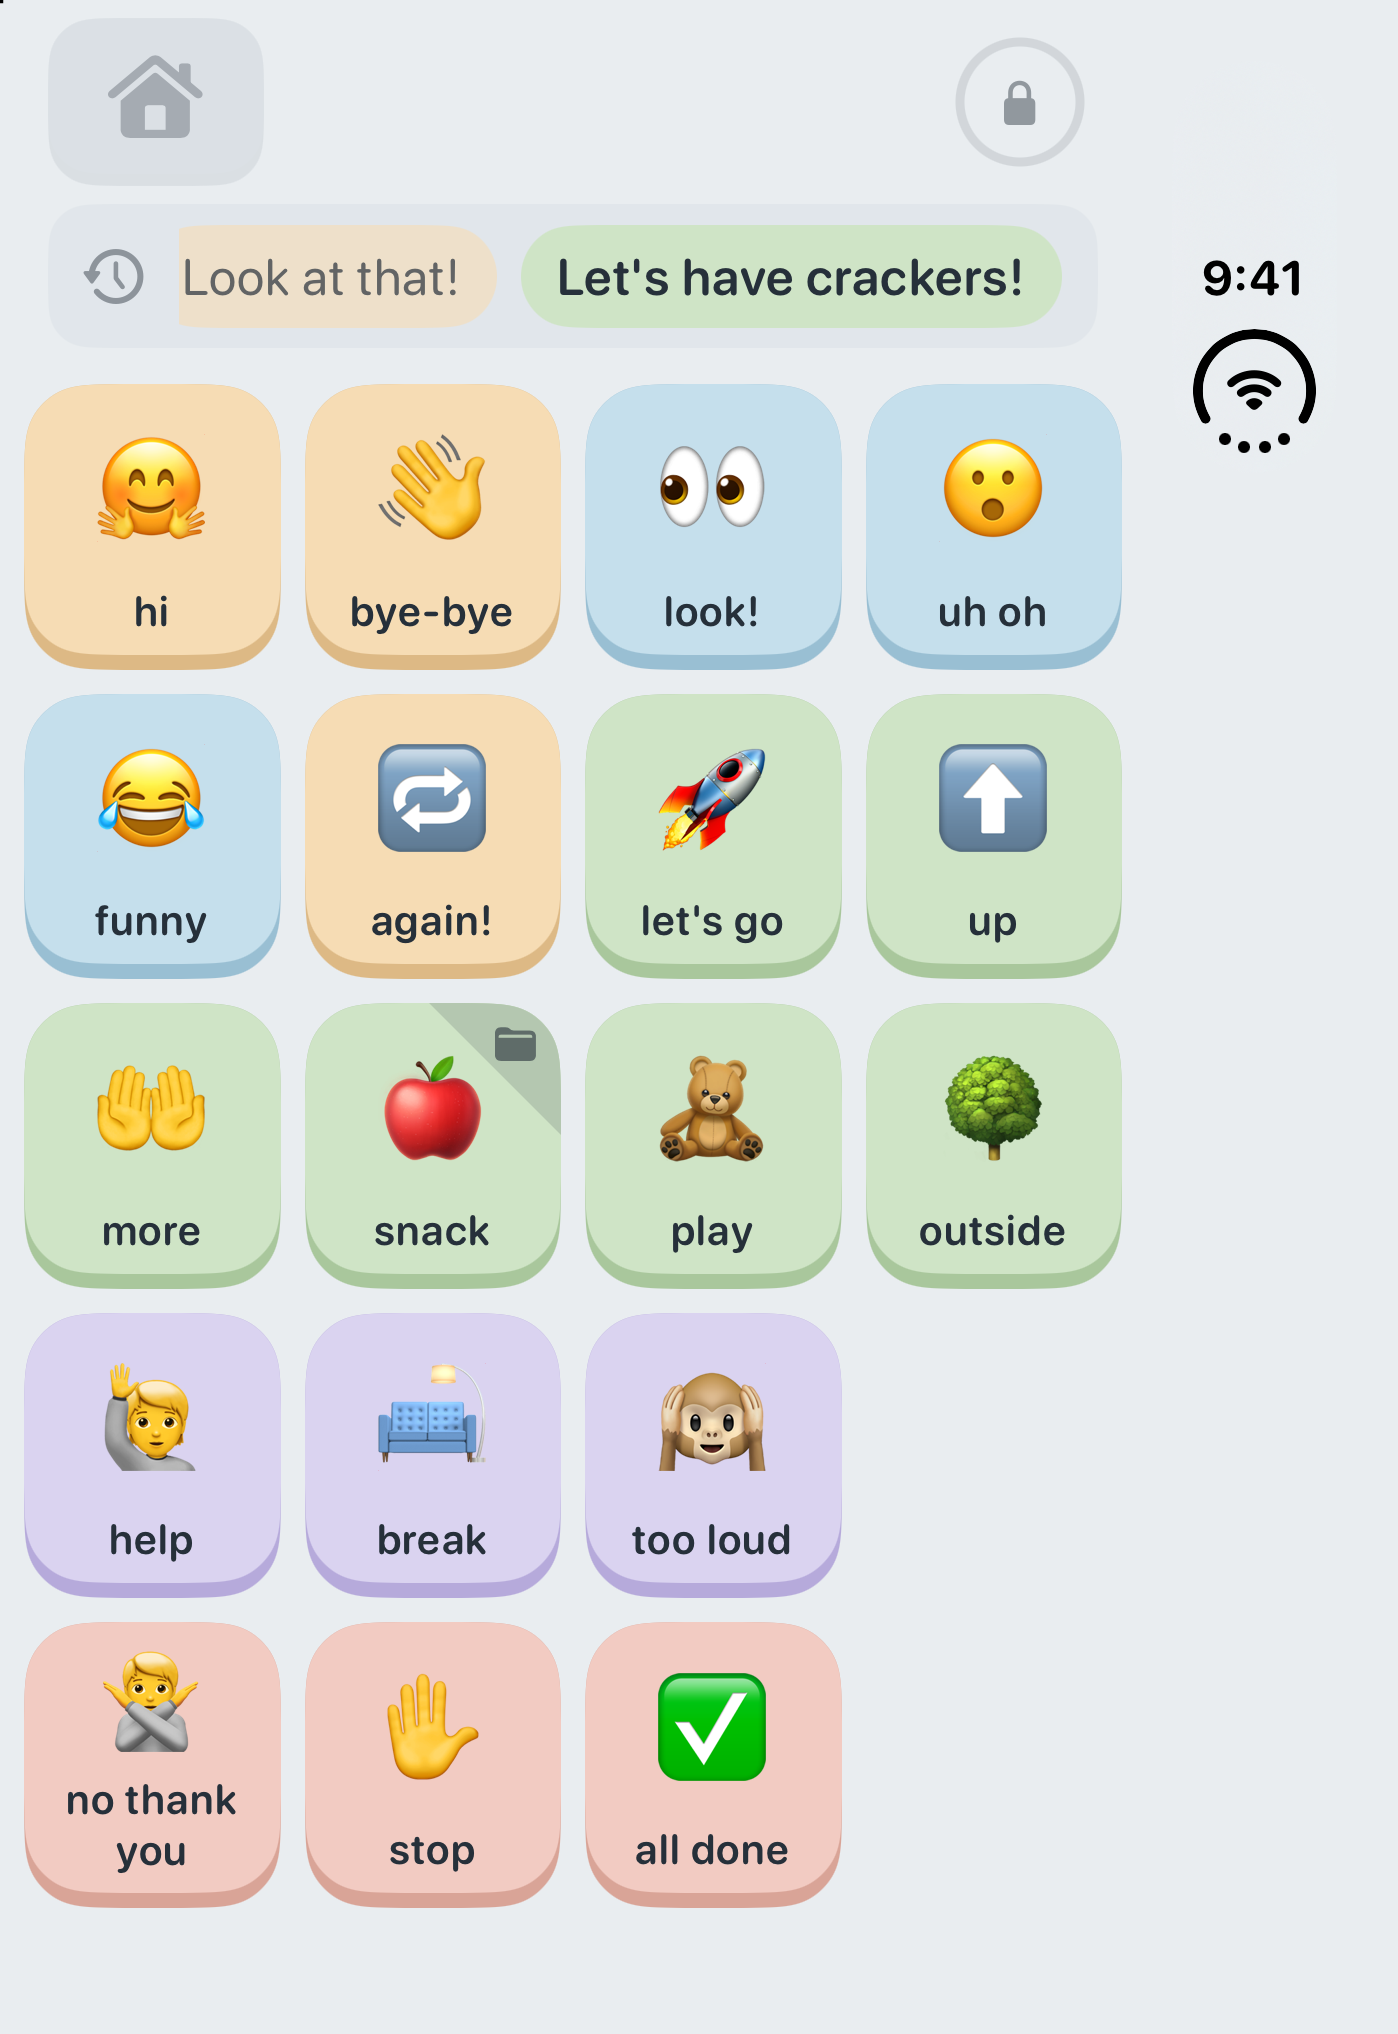 Look at that!
Let's have crackers!
9:41
hi
bye-bye
look!
uh oh
funny
again!
let's go
up
more
snack
play
outside
help
break
too loud
no thank
you
stop
all done